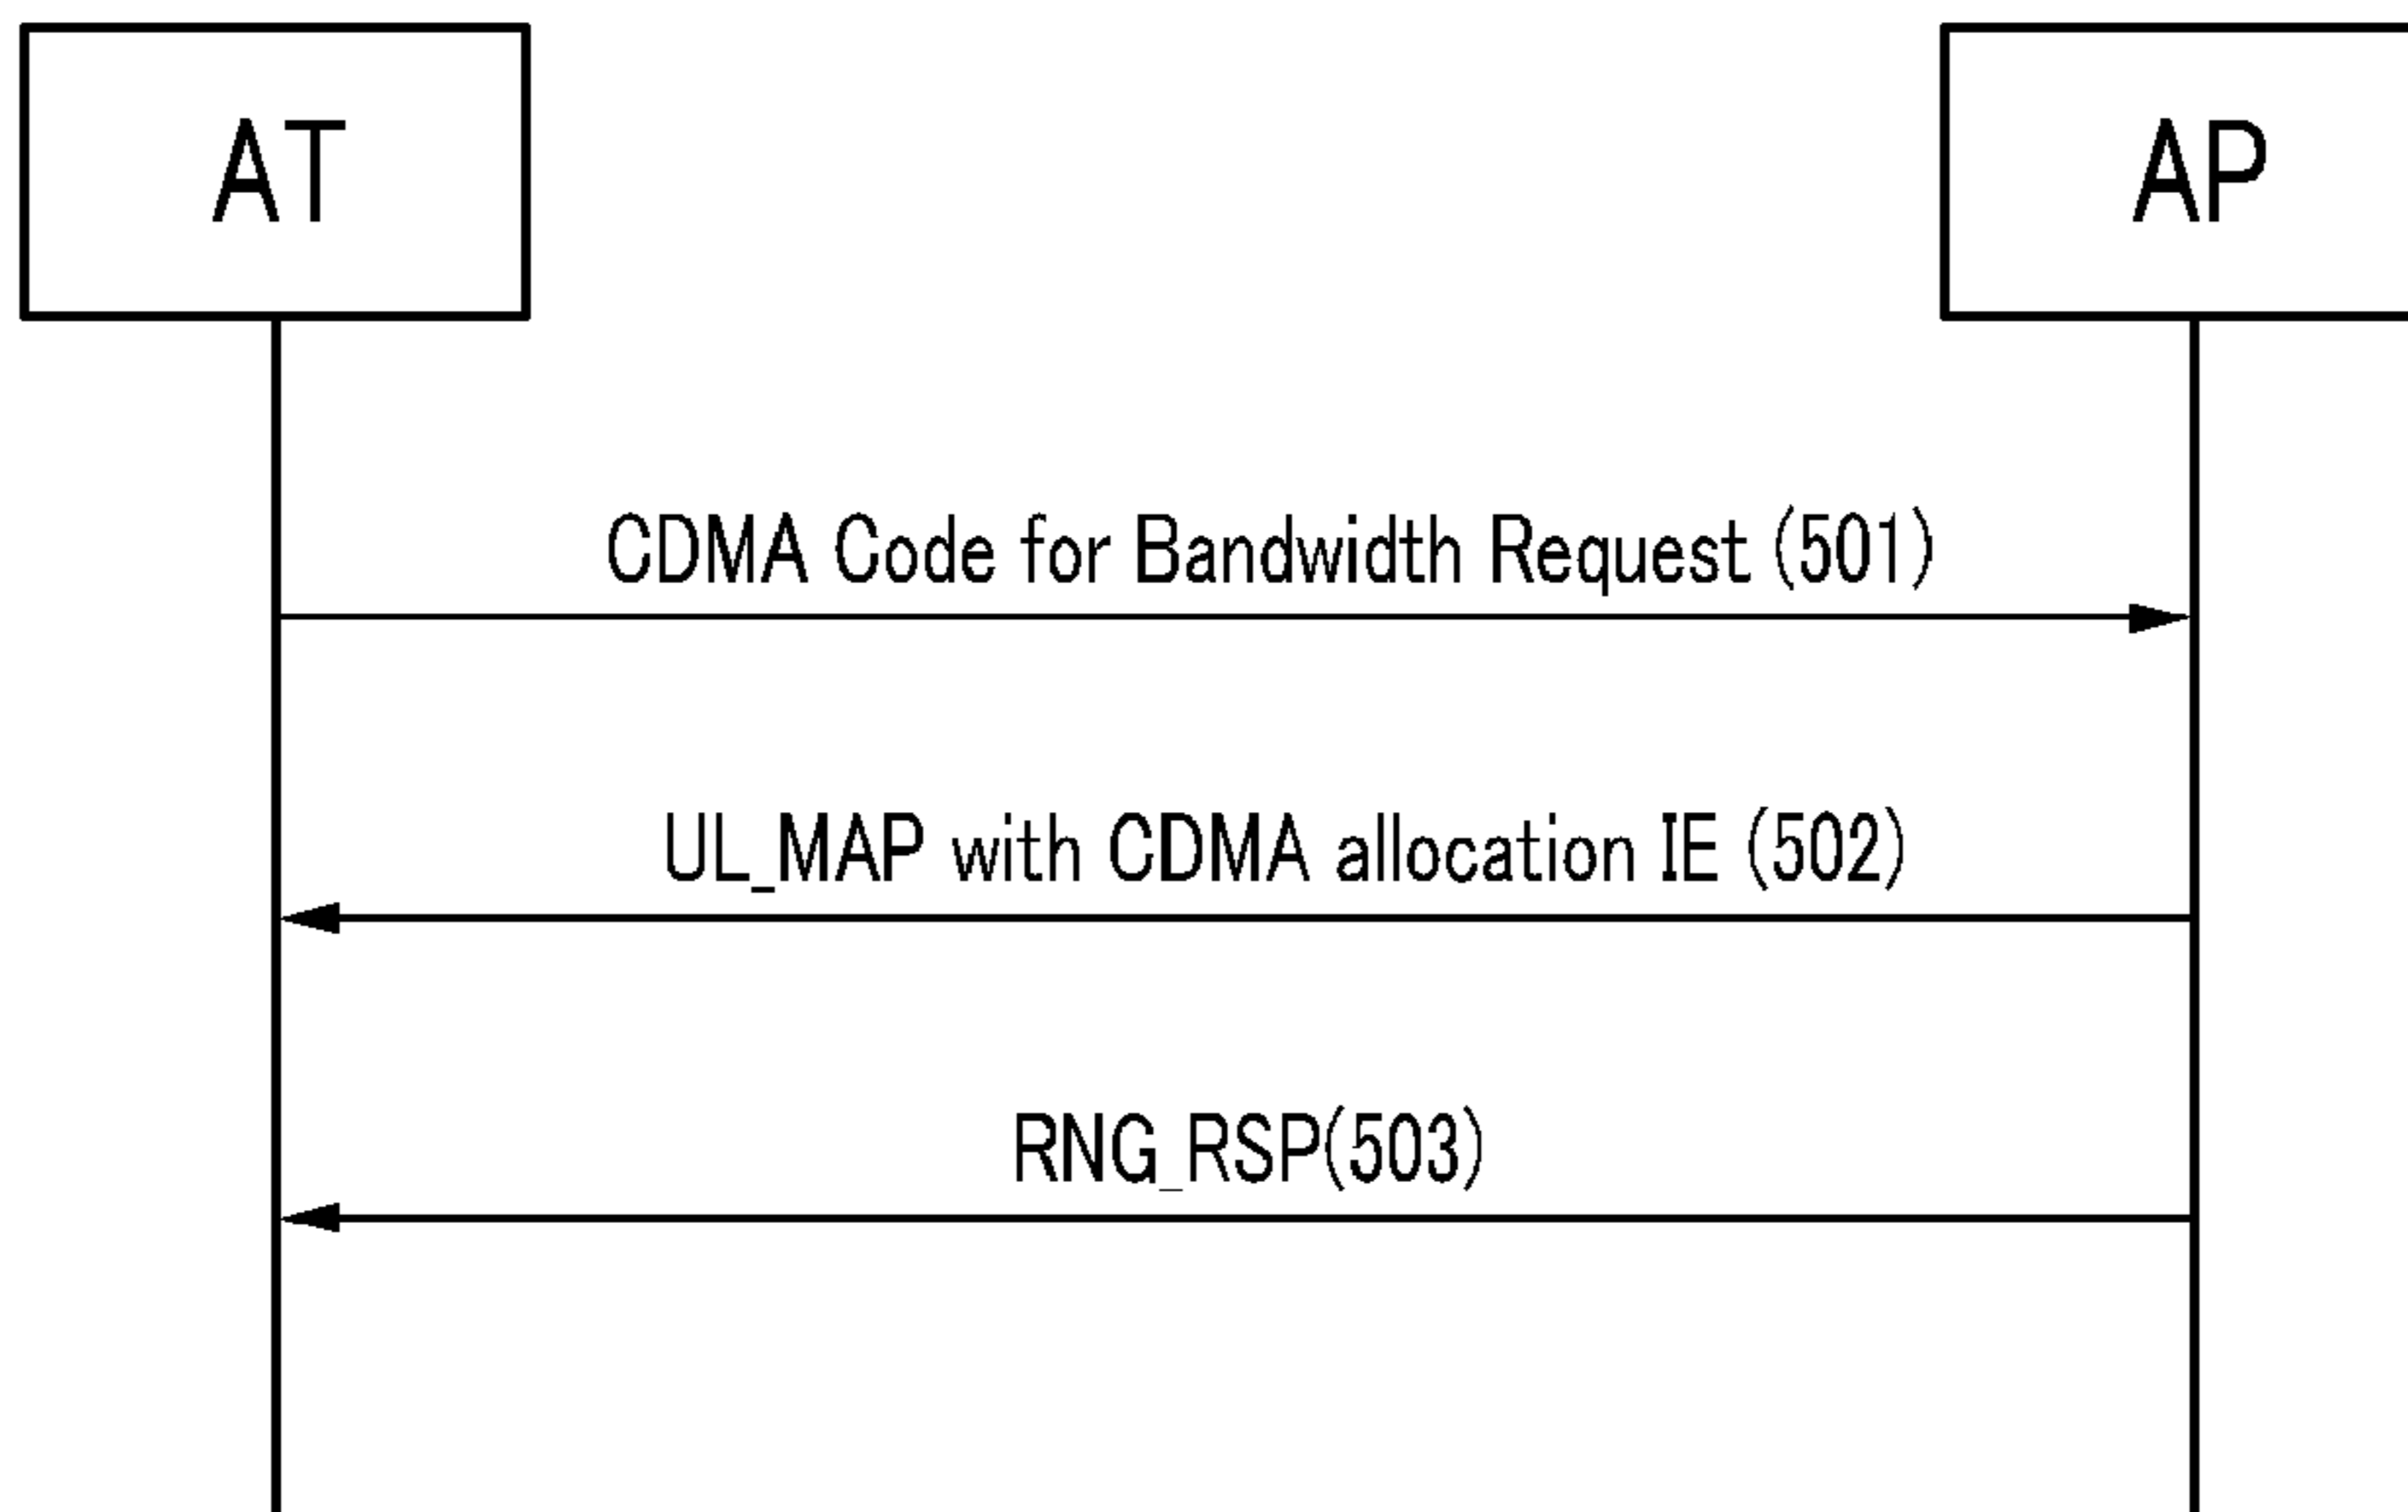 AT
AP
CDMA Code for Bandwidth Request (501)
UL_MAP with CDMA allocation IE (502)
RNG_RSP(503)